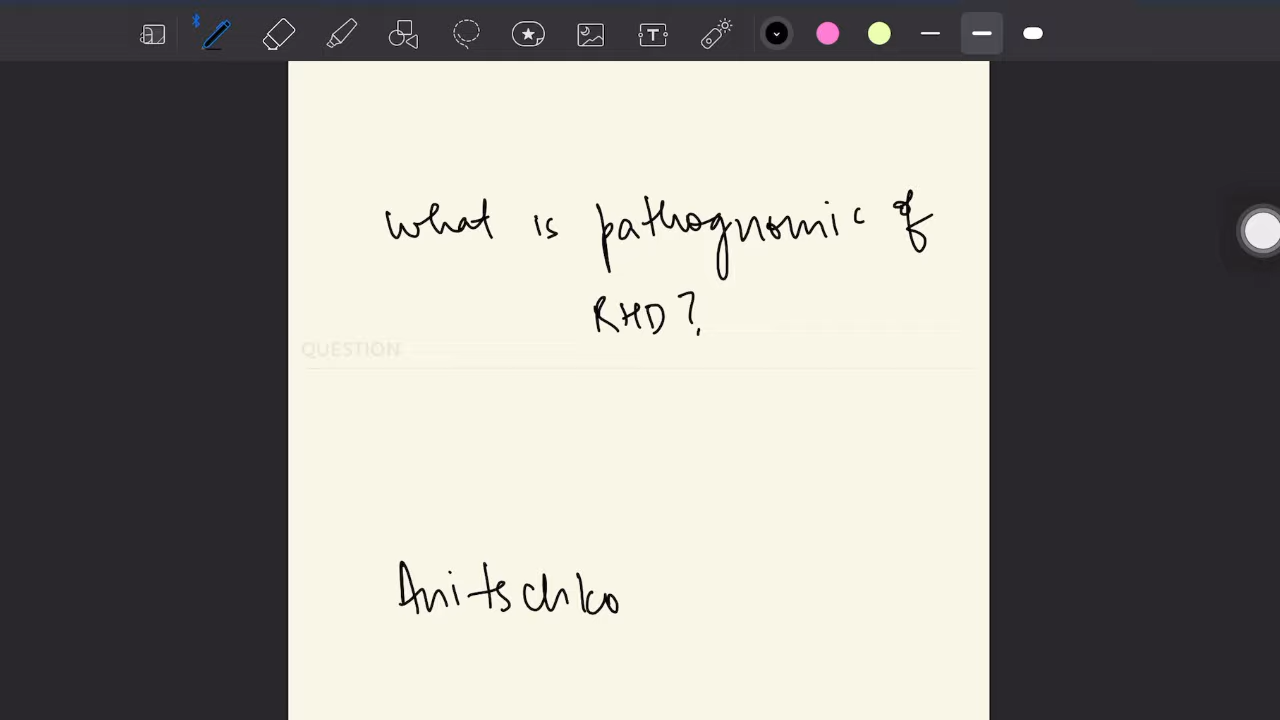 what is pathognomic of
RHD?
QUESTION
Anitschko